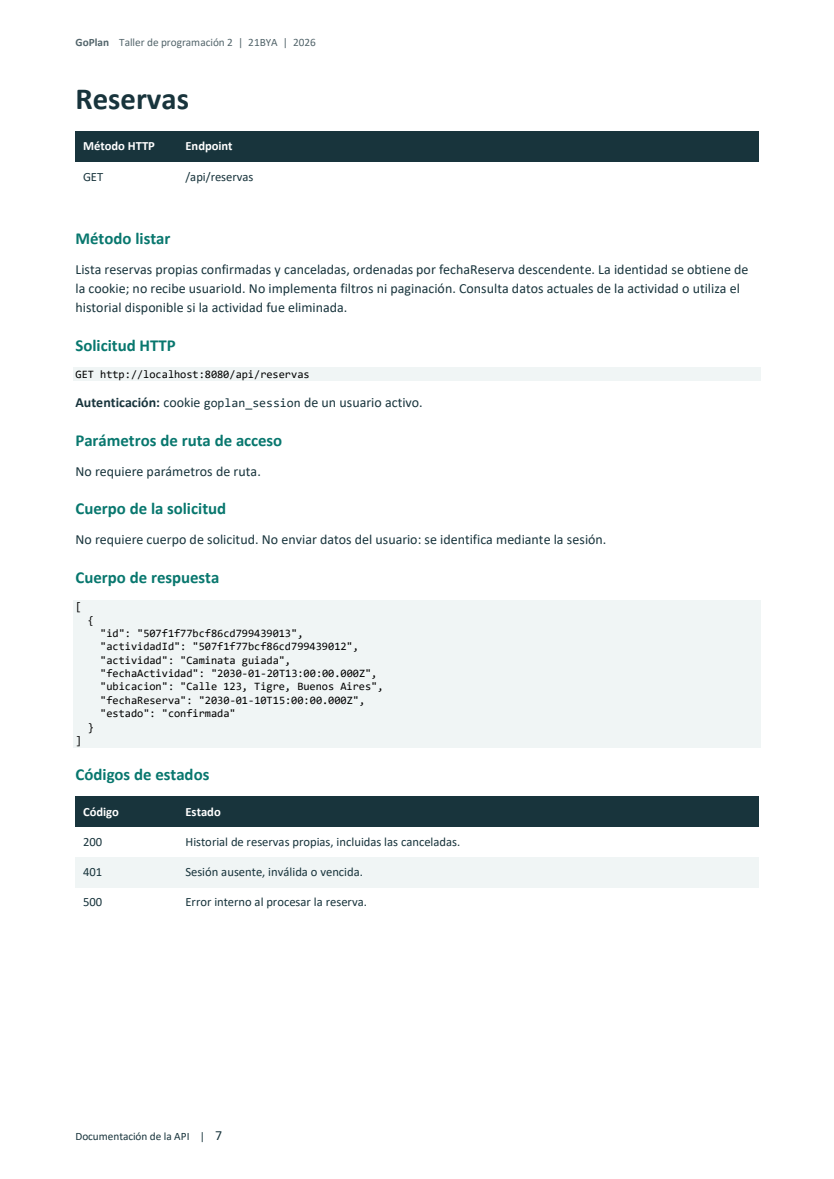 GoPlan Taller de programación 2 | 21BYA | 2026
Reservas
Método HTTP Endpoint
GET /api/reservas
Método listar
Lista reservas propias confirmadas y canceladas, ordenadas por fechaReserva descendente. La identidad se obtiene de
la cookie; no recibe usuarioId. No implementa filtros ni paginación. Consulta datos actuales de la actividad o utiliza el
historial disponible si la actividad fue eliminada.
Solicitud HTTP
GET http://localhost:8080/api/reservas
Autenticación: cookie goplan_session de un usuario activo.
Parámetros de ruta de acceso
No requiere parámetros de ruta.
Cuerpo de la solicitud
No requiere cuerpo de solicitud. No enviar datos del usuario: se identifica mediante la sesión.
Cuerpo de respuesta
[
  {
    "id": "507f1f77bcf86cd799439013",
    "actividadId": "507f1f77bcf86cd799439012",
    "actividad": "Caminata guiada",
    "fechaActividad": "2030-01-20T13:00:00.000Z",
    "ubicacion": "Calle 123, Tigre, Buenos Aires",
    "fechaReserva": "2030-01-10T15:00:00.000Z",
    "estado": "confirmada"
  }
]
Códigos de estados
Código Estado
200 Historial de reservas propias, incluidas las canceladas.
401 Sesión ausente, inválida o vencida.
500 Error interno al procesar la reserva.
Documentación de la API | 7